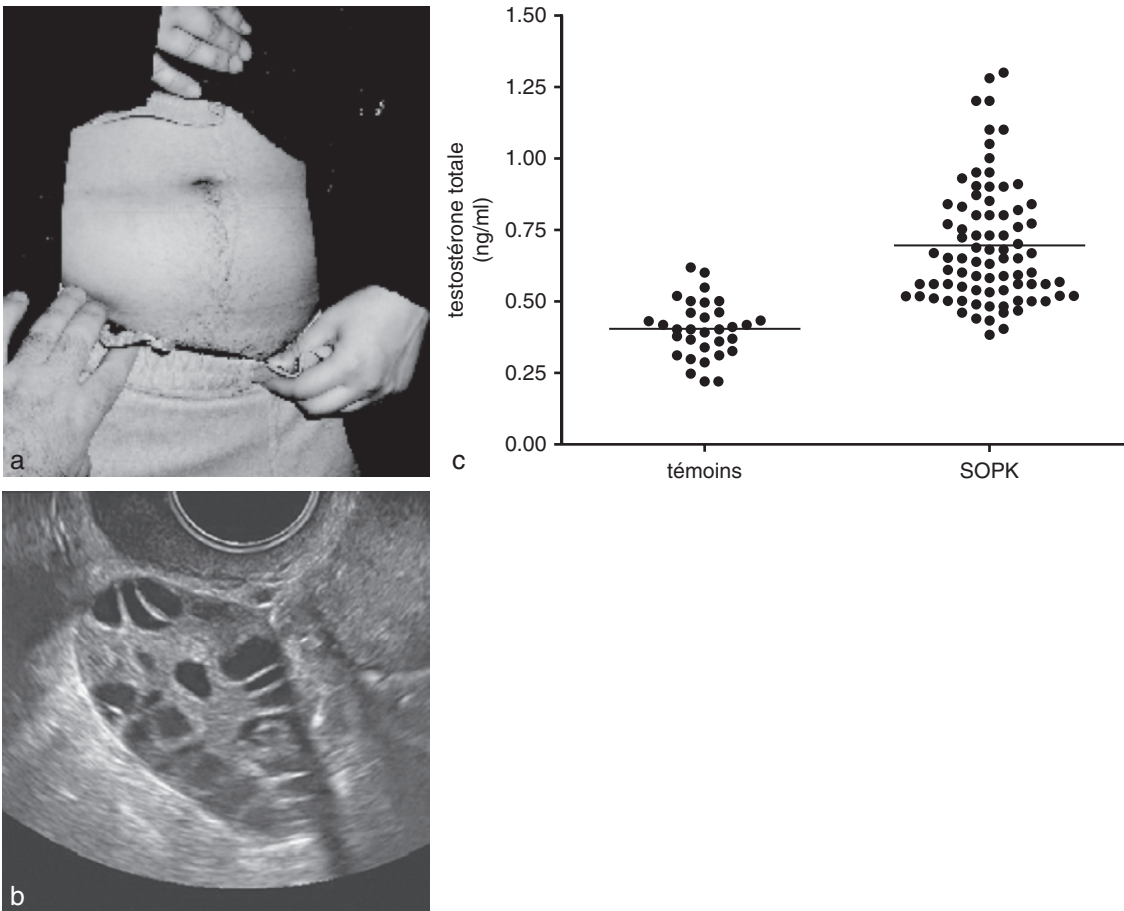 a
c
testostérone totale
(ng/ml)
1.50
1.25
1.00
0.75
0.50
0.25
0.00
témoins
SOPK
b